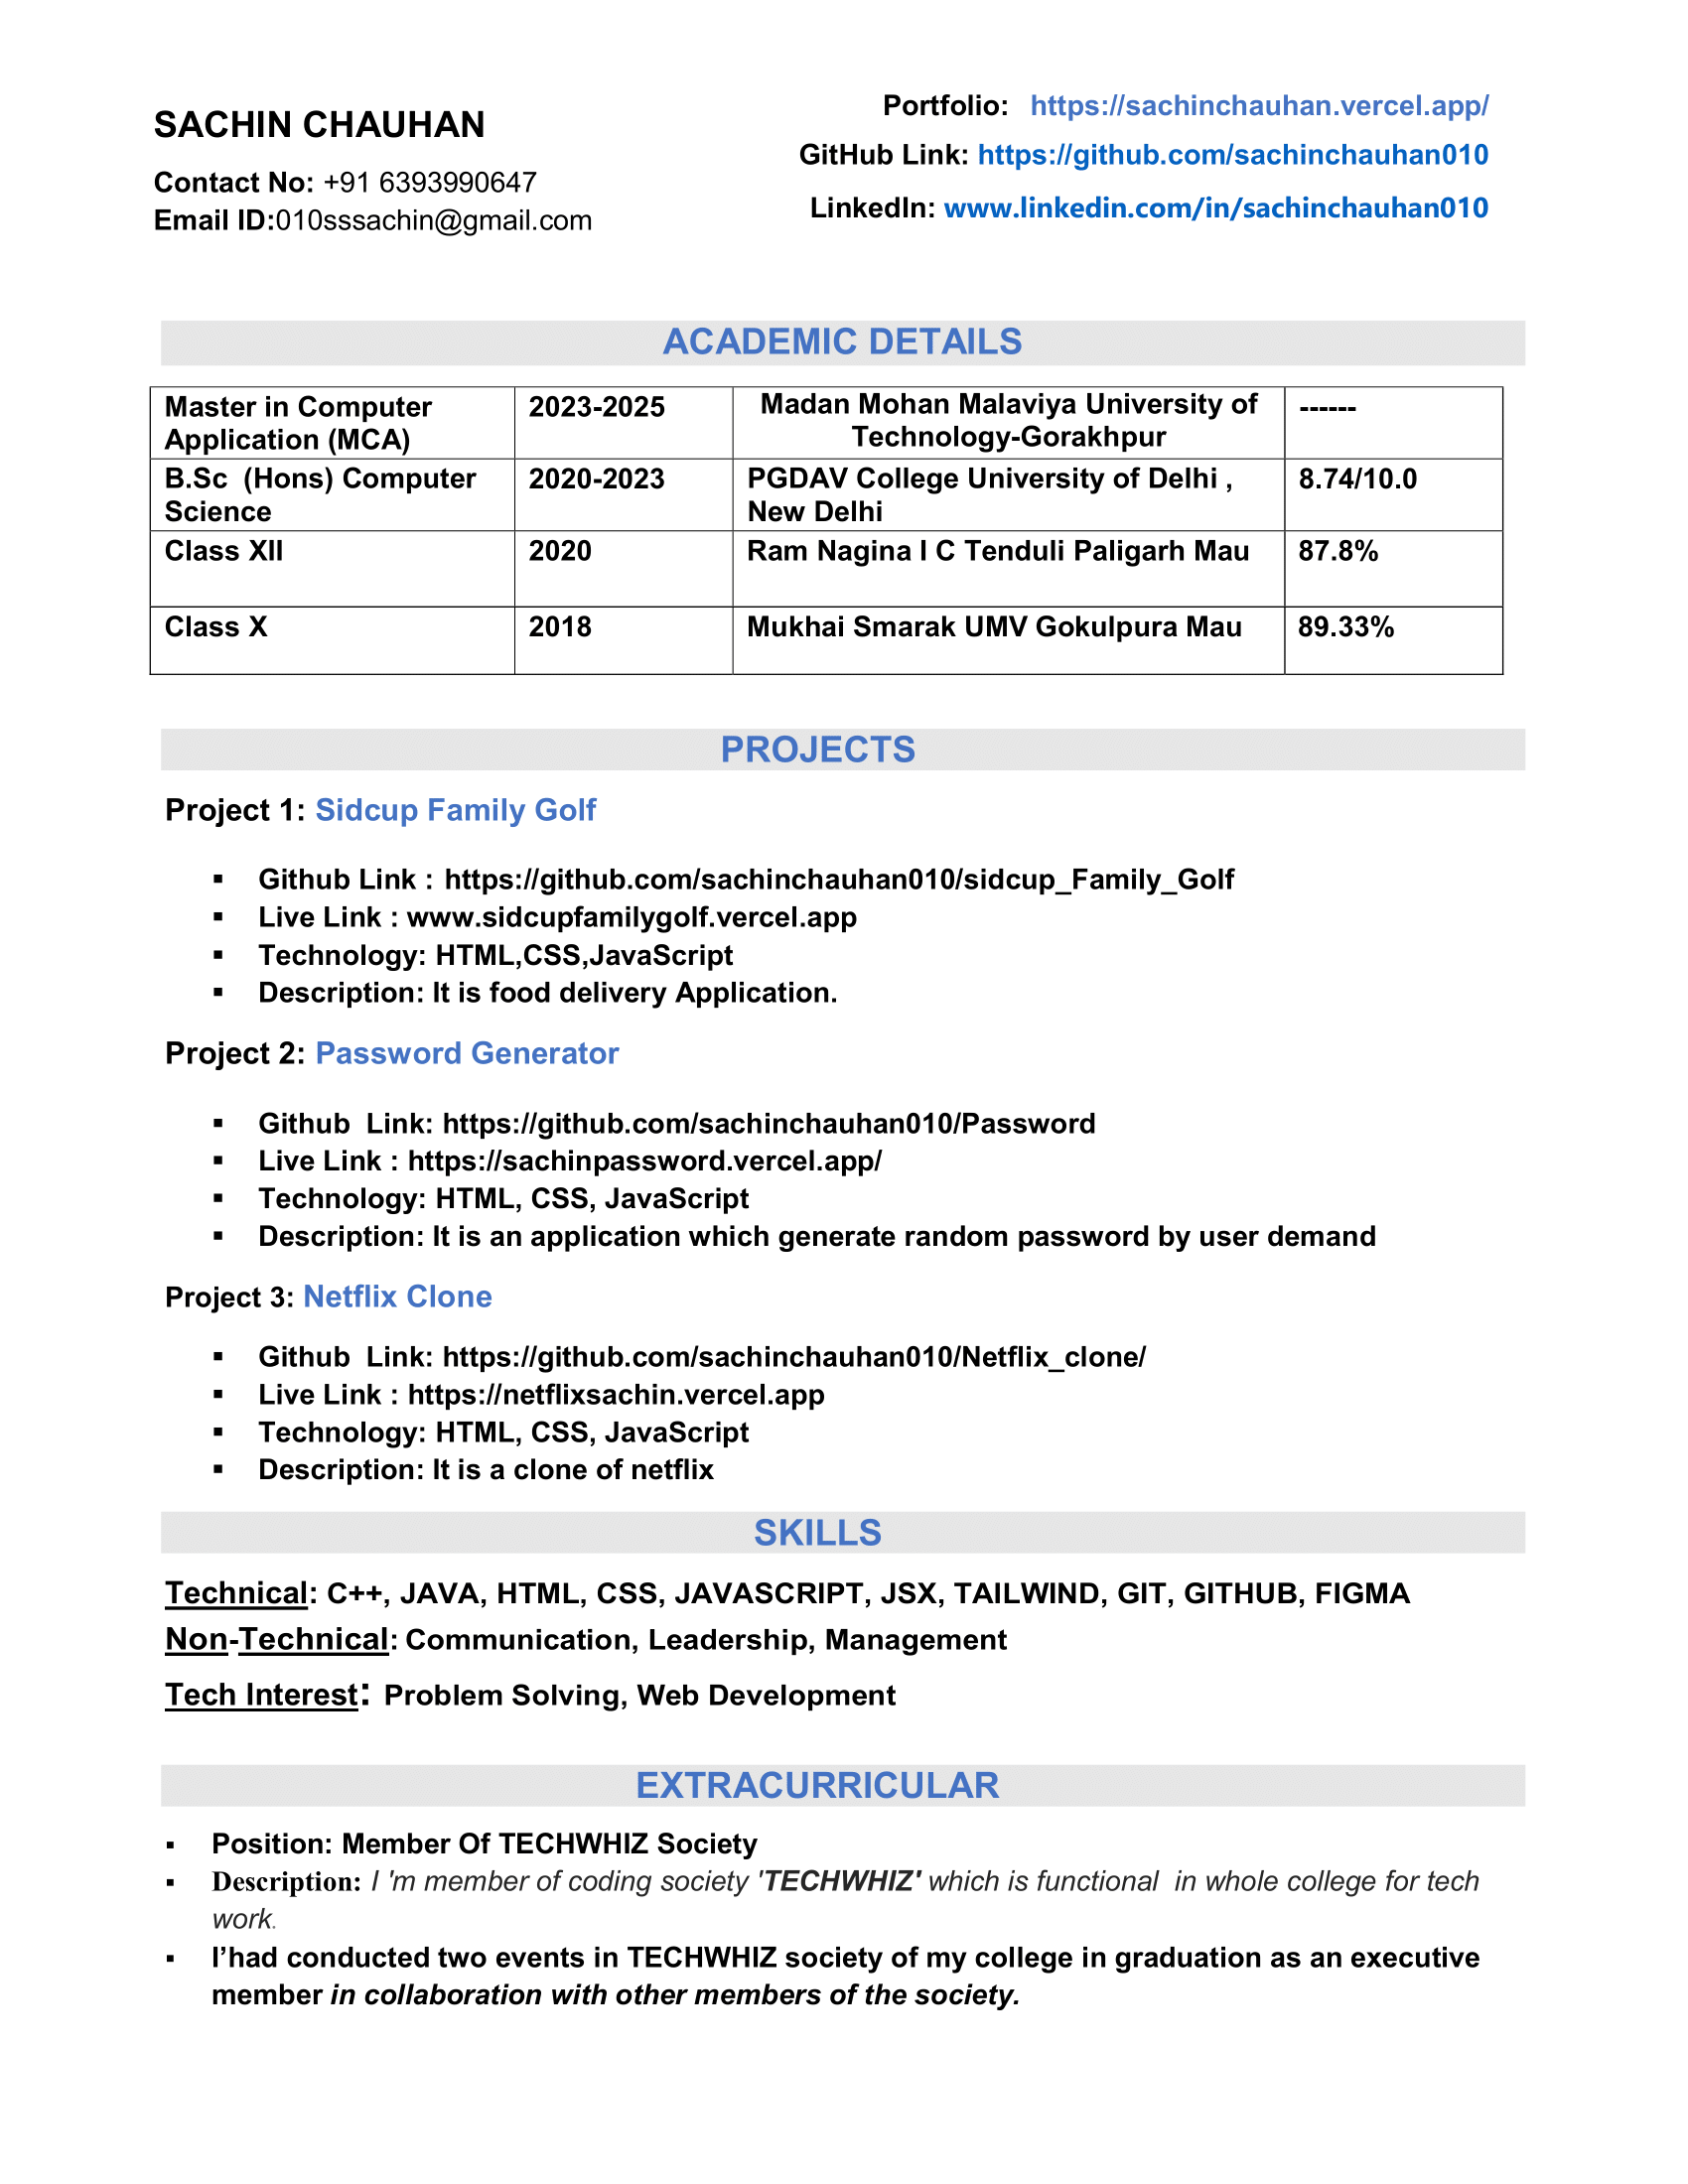 SACHIN CHAUHAN
Contact No: +91 6393990647
Email ID:010sssachin@gmail.com
Portfolio: https://sachinchauhan.vercel.app/
GitHub Link: https://github.com/sachinchauhan010
LinkedIn: www.linkedin.com/in/sachinchauhan010
ACADEMIC DETAILS
Master in Computer
Application (MCA)
2023-2025
Madan Mohan Malaviya University of
Technology-Gorakhpur
------
B.Sc (Hons) Computer
Science
2020-2023
PGDAV College University of Delhi ,
New Delhi
8.74/10.0
Class XII
2020
Ram Nagina I C Tenduli Paligarh Mau
87.8%
Class X
2018
Mukhai Smarak UMV Gokulpura Mau
89.33%
PROJECTS
Project 1: Sidcup Family Golf
▪ Github Link : https://github.com/sachinchauhan010/sidcup_Family_Golf
▪ Live Link : www.sidcupfamilygolf.vercel.app
▪ Technology: HTML,CSS,JavaScript
▪ Description: It is food delivery Application.
Project 2: Password Generator
▪ Github Link: https://github.com/sachinchauhan010/Password
▪ Live Link : https://sachinpassword.vercel.app/
▪ Technology: HTML, CSS, JavaScript
▪ Description: It is an application which generate random password by user demand
Project 3: Netflix Clone
▪ Github Link: https://github.com/sachinchauhan010/Netflix_clone/
▪ Live Link : https://netflixsachin.vercel.app
▪ Technology: HTML, CSS, JavaScript
▪ Description: It is a clone of netflix
SKILLS
Technical: C++, JAVA, HTML, CSS, JAVASCRIPT, JSX, TAILWIND, GIT, GITHUB, FIGMA
Non-Technical: Communication, Leadership, Management
Tech Interest: Problem Solving, Web Development
EXTRACURRICULAR
▪ Position: Member Of TECHWHIZ Society
▪ Description: I 'm member of coding society 'TECHWHIZ' which is functional in whole college for tech
work.
▪ I’had conducted two events in TECHWHIZ society of my college in graduation as an executive
member in collaboration with other members of the society.